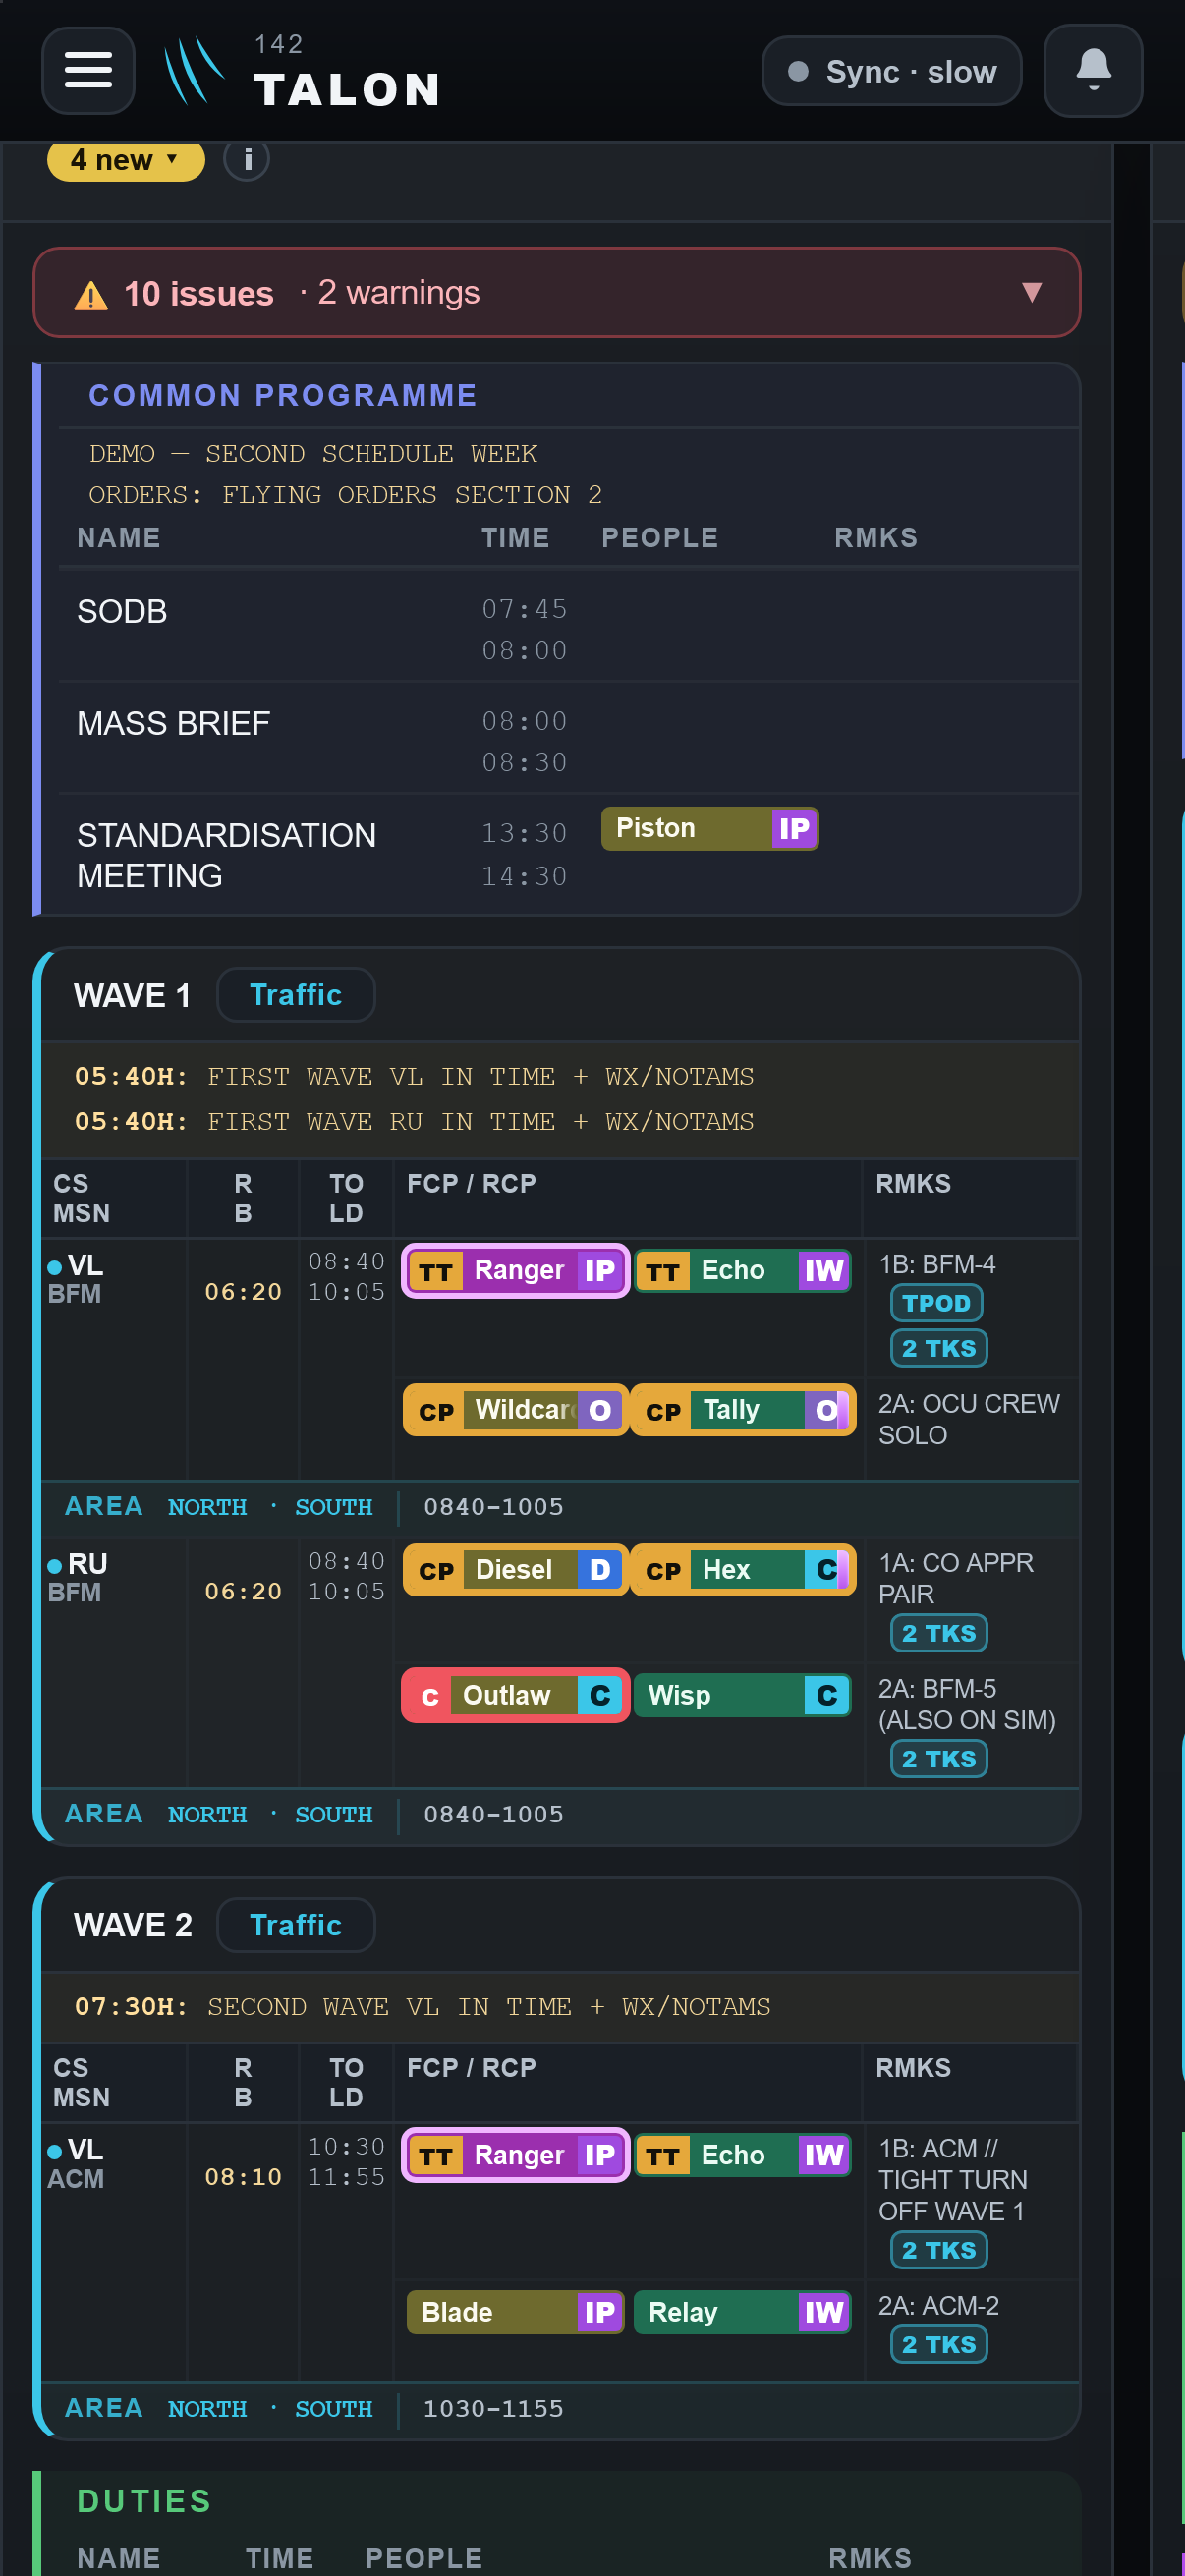 142
TALON
Sync · slow
4 new ▼
i
10 issues · 2 warnings ▼
COMMON PROGRAMME
DEMO — SECOND SCHEDULE WEEK
ORDERS: FLYING ORDERS SECTION 2
NAME TIME PEOPLE RMKS
SODB 07:45
08:00
MASS BRIEF 08:00
08:30
STANDARDISATION 13:30 Piston IP
MEETING 14:30
WAVE 1 Traffic
05:40H: FIRST WAVE VL IN TIME + WX/NOTAMS
05:40H: FIRST WAVE RU IN TIME + WX/NOTAMS
CS R TO FCP / RCP RMKS
MSN B LD
VL 08:40 TT Ranger IP TT Echo IW 1B: BFM-4
BFM 06:20 10:05 TPOD
2 TKS
CP Wildcard O CP Tally O 2A: OCU CREW
SOLO
AREA NORTH · SOUTH 0840–1005
RU 08:40 CP Diesel D CP Hex C 1A: CO APPR
BFM 06:20 10:05 PAIR
2 TKS
C Outlaw C Wisp C 2A: BFM-5
(ALSO ON SIM)
2 TKS
AREA NORTH · SOUTH 0840–1005
WAVE 2 Traffic
07:30H: SECOND WAVE VL IN TIME + WX/NOTAMS
CS R TO FCP / RCP RMKS
MSN B LD
VL 10:30 TT Ranger IP TT Echo IW 1B: ACM //
ACM 08:10 11:55 TIGHT TURN
OFF WAVE 1
2 TKS
Blade IP Relay IW 2A: ACM-2
2 TKS
AREA NORTH · SOUTH 1030–1155
DUTIES
NAME TIME PEOPLE RMKS